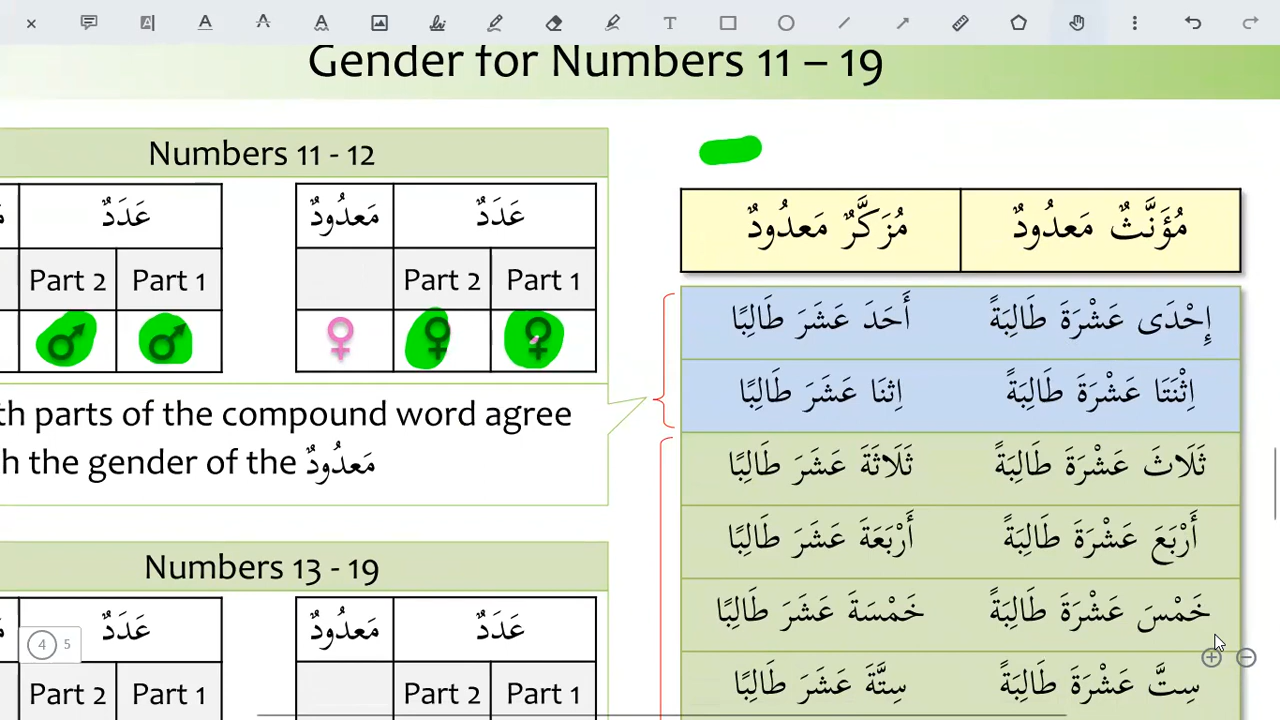 Gender for Numbers 11 – 19
Numbers 11 - 12
عَدَدٌ
مَعدُودٌ
عَدَدٌ
Part 2
Part 1
Part 2
Part 1
th parts of the compound word agree
h the gender of the مَعدُودٌ
Numbers 13 - 19
عَدَدٌ
مَعدُودٌ
عَدَدٌ
Part 2
Part 1
Part 2
Part 1
4 5
مُؤَنَّثٌ مَعدُودٌ
مُزَكَّرٌ مَعدُودٌ
إِحْدَى عَشْرَةَ طَالِبَةً
أَحَدَ عَشَرَ طَالِبًا
اِثْنَتَا عَشْرَةَ طَالِبَةً
اِثنَا عَشَرَ طَالِبًا
ثَلَاثَ عَشْرَةَ طَالِبَةً
ثَلَاثَةَ عَشَرَ طَالِبًا
أَرْبَعَ عَشْرَةَ طَالِبَةً
أَرْبَعَةَ عَشَرَ طَالِبًا
خَمْسَ عَشْرَةَ طَالِبَةً
خَمْسَةَ عَشَرَ طَالِبًا
سِتَّ عَشْرَةَ طَالِبَةً
سِتَّةَ عَشَرَ طَالِبًا